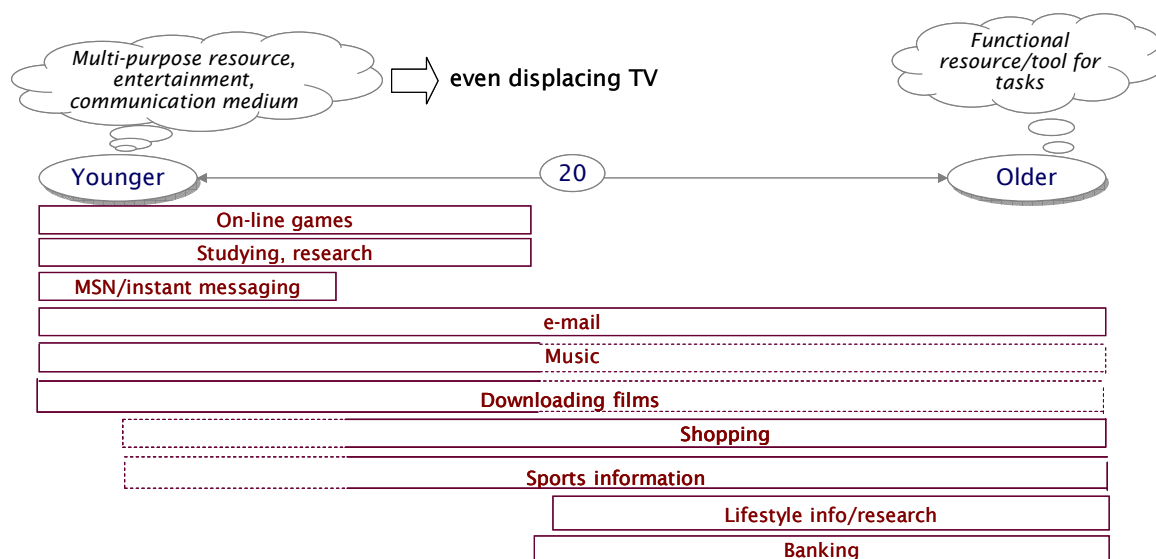 Multi-purpose resource,
entertainment,
communication medium
even displacing TV
Functional
resource/tool for
tasks
Younger
20
Older
On-line games
Studying, research
MSN/instant messaging
e-mail
Music
Downloading films
Shopping
Sports information
Lifestyle info/research
Banking